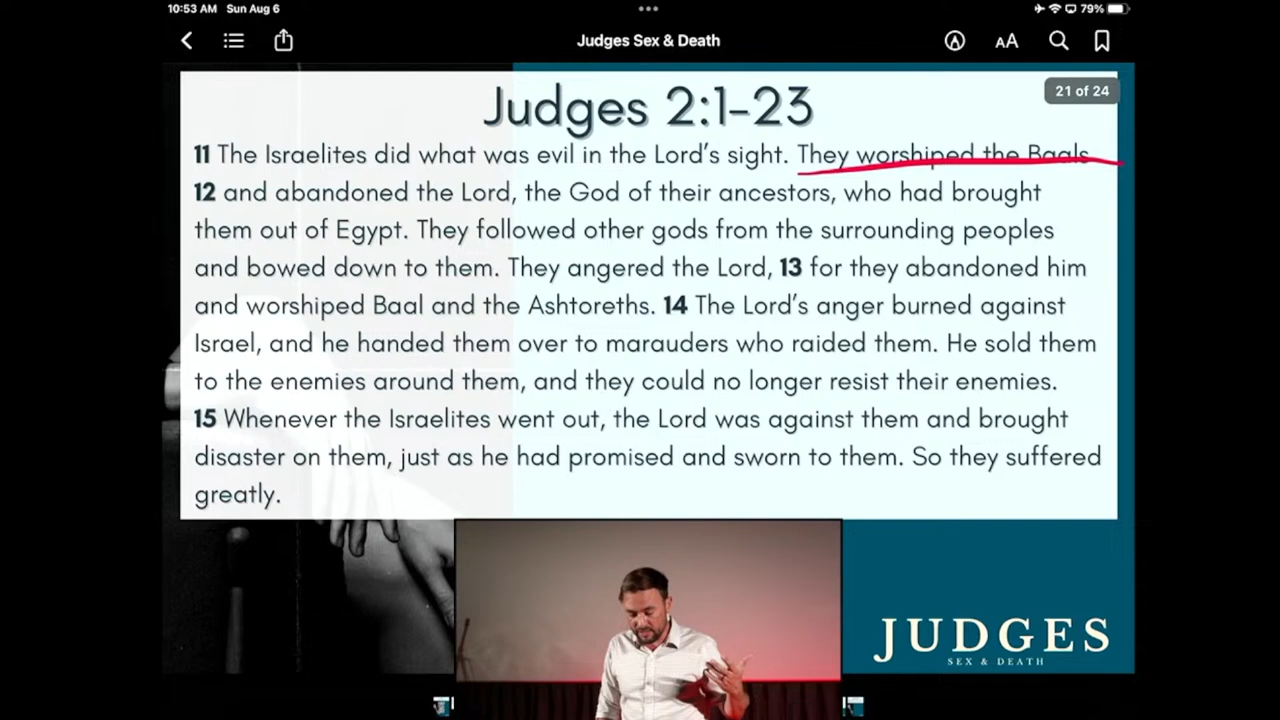 10:53 AM Sun Aug 6
79%
Judges Sex & Death
AA
21 of 24
Judges 2:1-23
11 The Israelites did what was evil in the Lord's sight. They worshiped the Baals
12 and abandoned the Lord, the God of their ancestors, who had brought
them out of Egypt. They followed other gods from the surrounding peoples
and bowed down to them. They angered the Lord, 13 for they abandoned him
and worshiped Baal and the Ashtoreths. 14 The Lord's anger burned against
Israel, and he handed them over to marauders who raided them. He sold them
to the enemies around them, and they could no longer resist their enemies.
15 Whenever the Israelites went out, the Lord was against them and brought
disaster on them, just as he had promised and sworn to them. So they suffered
greatly.
JUDGES
SEX & DEATH